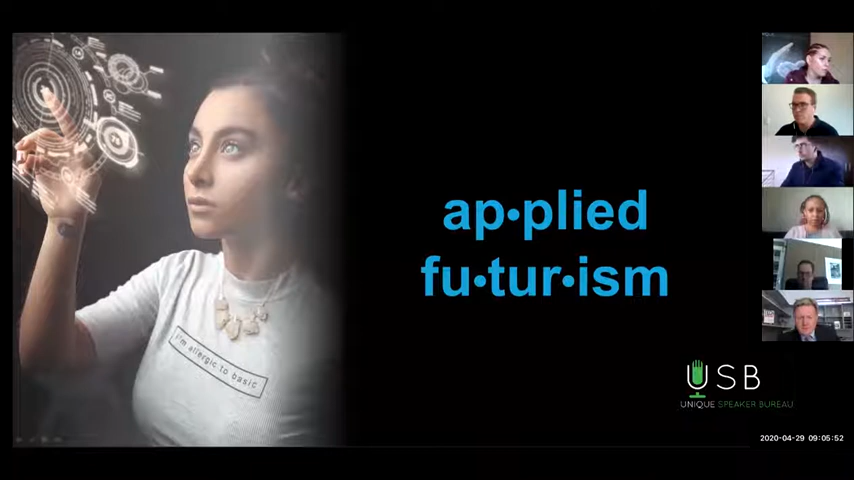 I'm allergic to basic
ap•plied
fu•tur•ism
USB
UNIQUE SPEAKER BUREAU
2020-04-29 09:05:52